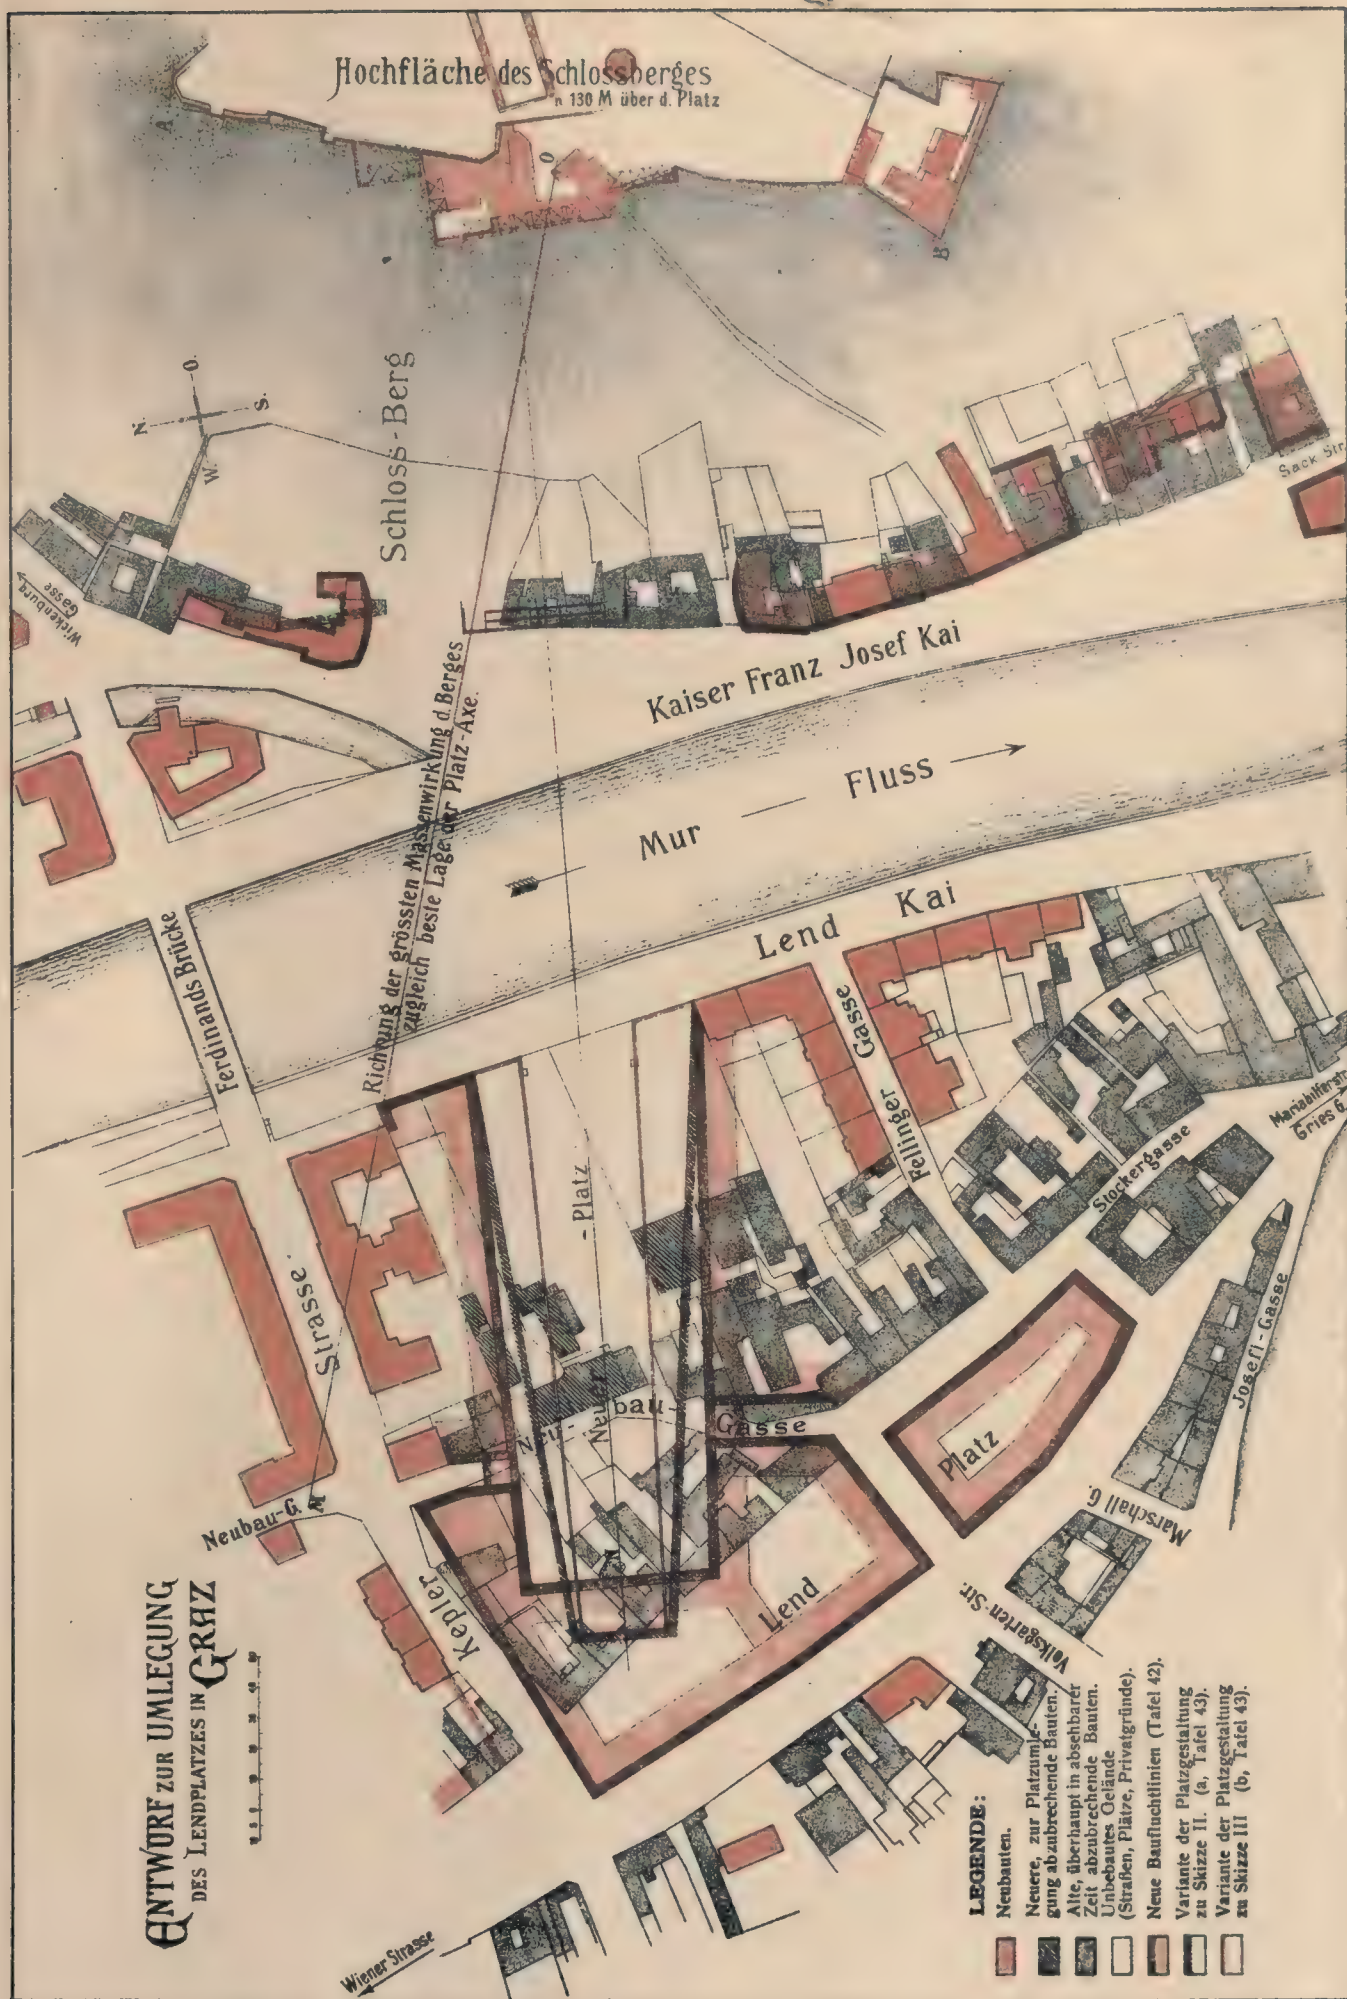 Hochfläche des Schlossberges
130 M über d. Platz
A
O
B
N.
O.
S.
W.
Schloss-Berg
Wickenburg
Gasse
Sack Str
Kaiser Franz Josef Kai
Richtung der grössten Massenwirkung d. Berges
zugleich beste Lage der Platz-Axe.
Mur Fluss
Ferdinands Brücke
Lend Kai
Fellinger Gasse
Stockergasse
Mariahilferstr.
Gries G.
Josefi-Gasse
Neuer - Platz
Strasse.
Neubau-G.
Neu-bau-Gasse
Kepler
Lend
Platz
Marschall G.
Volksgarten-Str.
Wiener Strasse
ENTWURF ZUR UMLEGUNG
DES LENDPLATZES IN GRAZ
LEGENDE:
Neubauten.
Neuere, zur Platzumle-
gung abzubrechende Bauten.
Alte, überhaupt in absehbarer
Zeit abzubrechende Bauten.
Unbebautes Gelände
(Straßen, Plätze, Privatgründe).
Neue Baufluchtlinien (Tafel 42).
Variante der Platzgestaltung
zu Skizze II. (a, Tafel 43).
Variante der Platzgestaltung
zu Skizze III (b, Tafel 43).